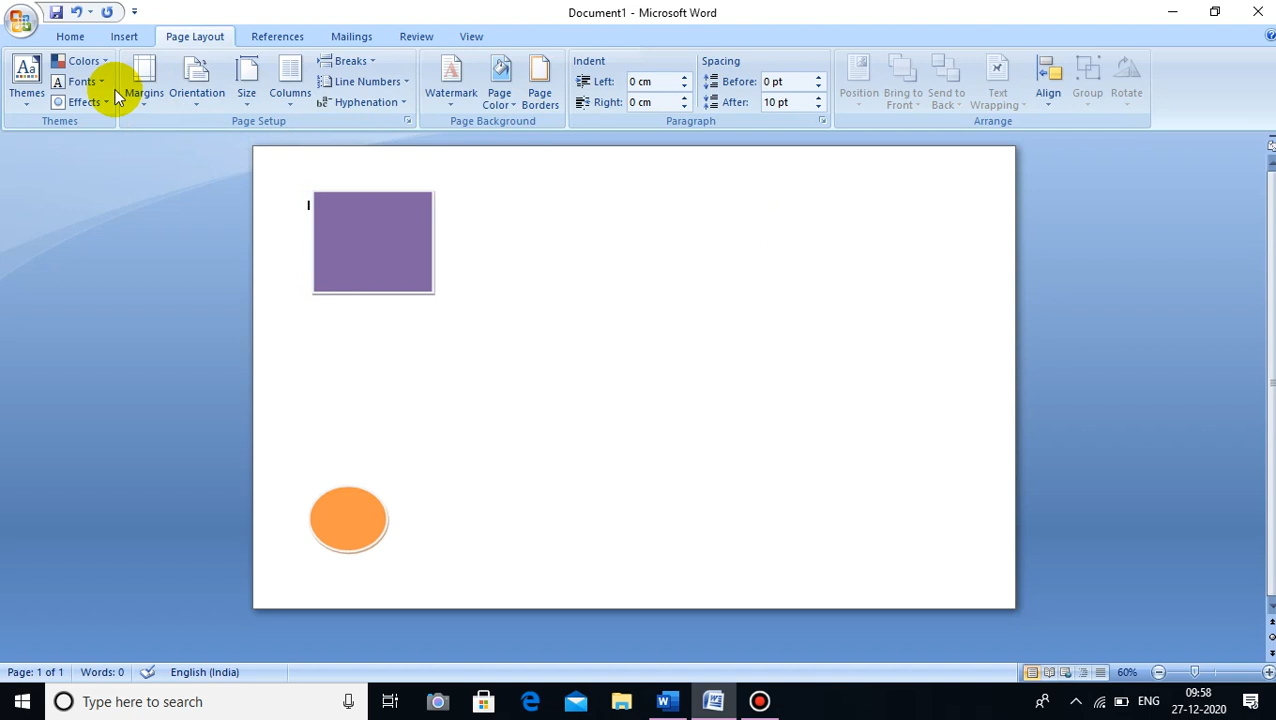 Document1 - Microsoft Word
Home Insert Page Layout References Mailings Review View
Themes
Colors
Fonts
Effects
Themes
Margins
Orientation
Size
Columns
Breaks
Line Numbers
Hyphenation
Page Setup
Watermark
Page
Color
Page
Borders
Page Background
Indent
Left: 0 cm
Right: 0 cm
Spacing
Before: 0 pt
After: 10 pt
Paragraph
Position
Bring to
Front
Send to
Back
Text
Wrapping
Align
Group
Rotate
Arrange
Page: 1 of 1 Words: 0 English (India) 60%
Type here to search
ENG
09:58
27-12-2020